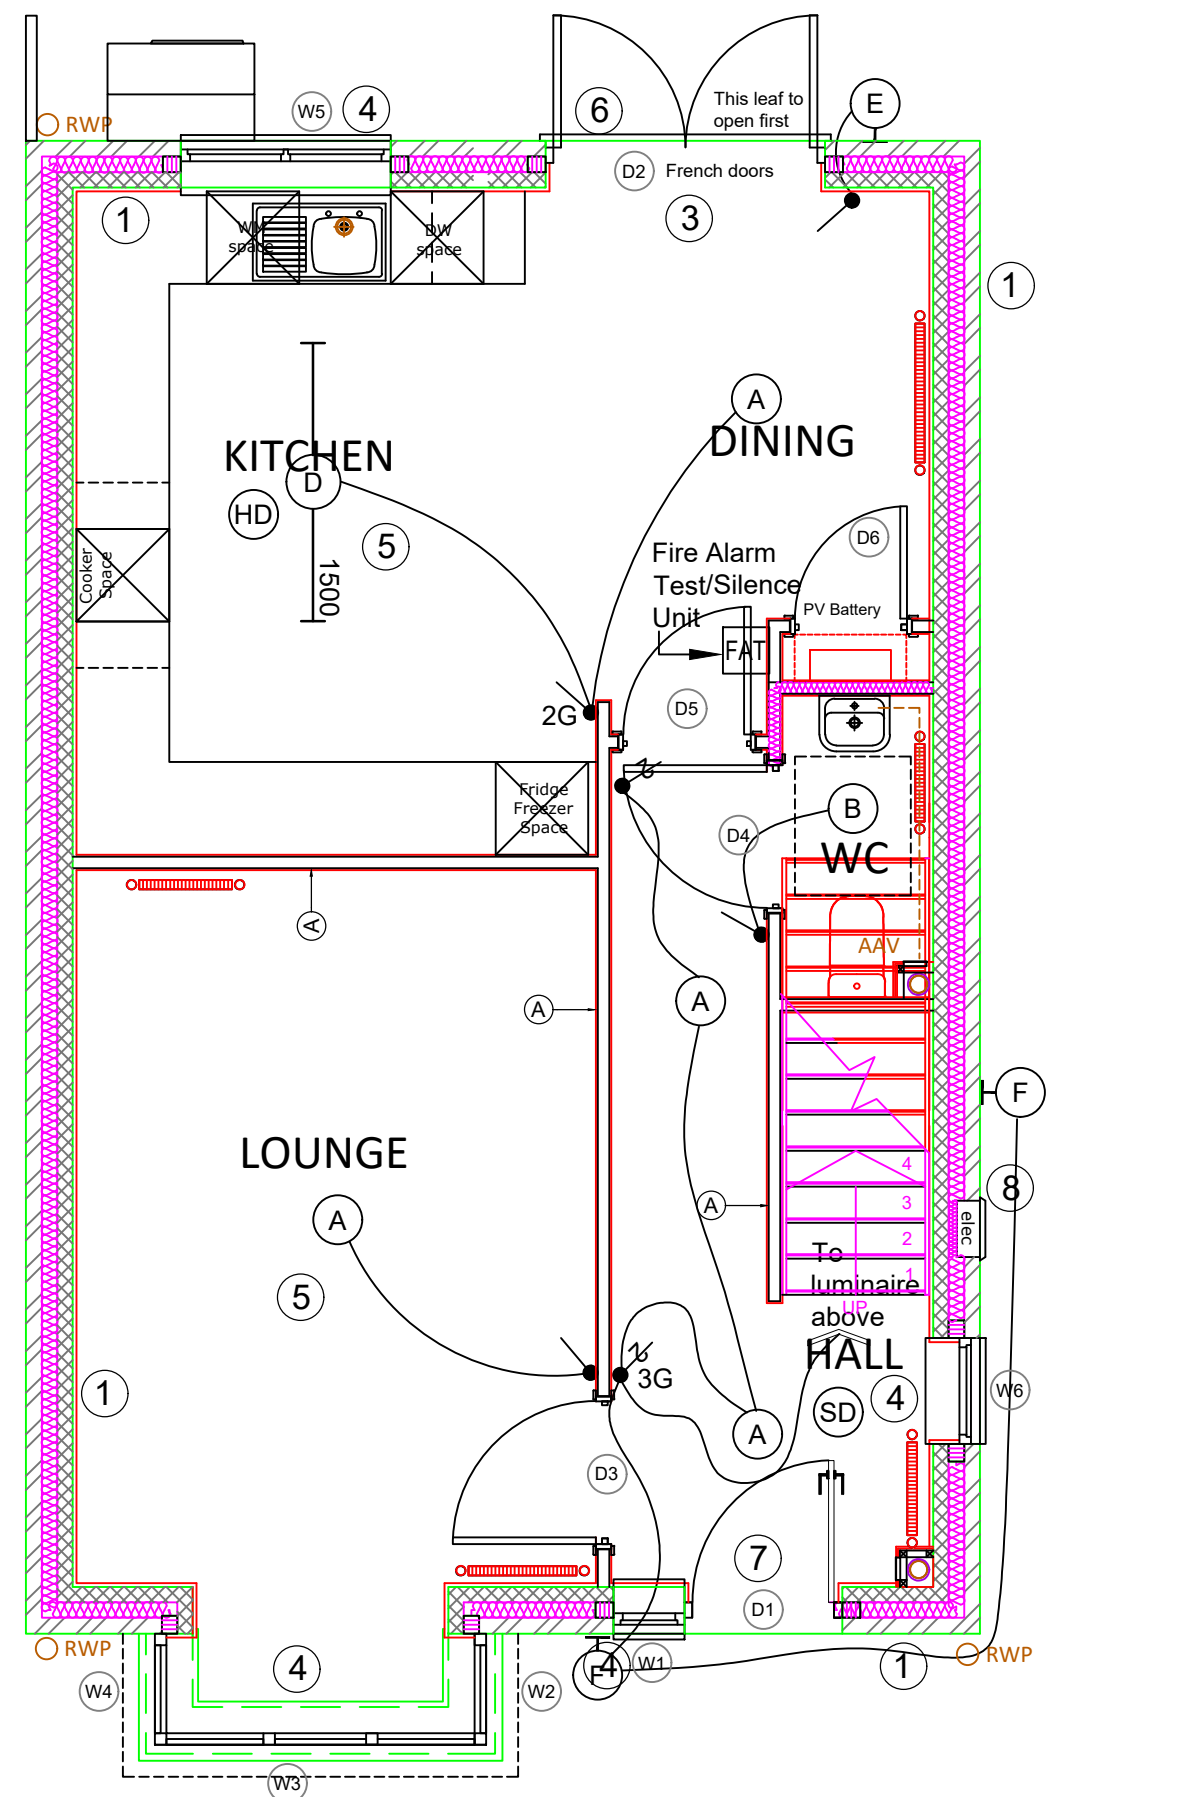 RWP
W5
4
6
This leaf to
open first
E
D2
French doors
1
3
WM
space
DW
space
1
A
KITCHEN
DINING
D
HD
5
1500
Cooker
Space
D6
Fire Alarm
Test/Silence
Unit
PV Battery
FAT
2G
D5
Fridge
Freezer
Space
2
B
D4
WC
A
A
AAV
A
A
F
LOUNGE
4
8
3
A
A
elec
2
To
1
luminaire
5
UP
above
2
HALL
3G
1
4
W6
SD
A
D3
7
D1
RWP
4
4
F
W1
1
RWP
W4
W2
W3